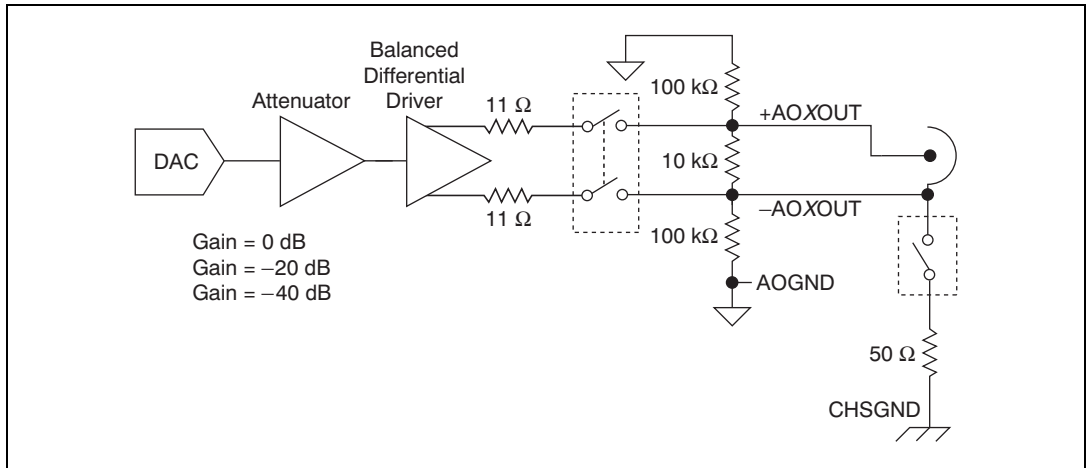 Balanced
Differential
Driver
Attenuator
DAC
11 Ω
11 Ω
100 kΩ
+AOXOUT
10 kΩ
−AOXOUT
100 kΩ
AOGND
Gain = 0 dB
Gain = −20 dB
Gain = −40 dB
50 Ω
CHSGND